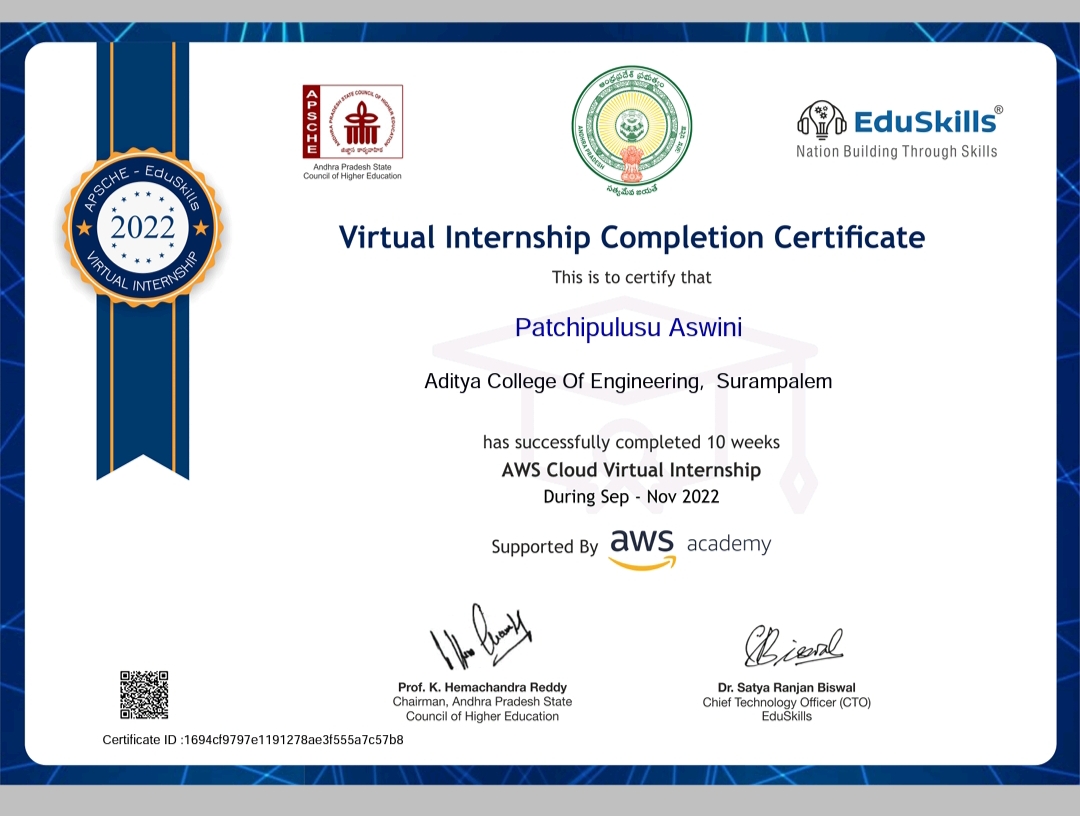 APSCHE
ANDHRA PRADESH STATE COUNCIL OF HIGHER EDUCATION
Andhra Pradesh State
Council of Higher Education
ఆంధ్రప్రదేశ్ ప్రభుత్వం
ANDHRA PRADESH
సత్యమేవ జయతే
EduSkills®
Nation Building Through Skills
APSCHE - EduSkills
2022
VIRTUAL INTERNSHIP
Virtual Internship Completion Certificate
This is to certify that
Patchipulusu Aswini
Aditya College Of Engineering, Surampalem
has successfully completed 10 weeks
AWS Cloud Virtual Internship
During Sep - Nov 2022
Supported By aws academy
Prof. K. Hemachandra Reddy
Chairman, Andhra Pradesh State
Council of Higher Education
Dr. Satya Ranjan Biswal
Chief Technology Officer (CTO)
EduSkills
Certificate ID :1694cf9797e1191278ae3f555a7c57b8